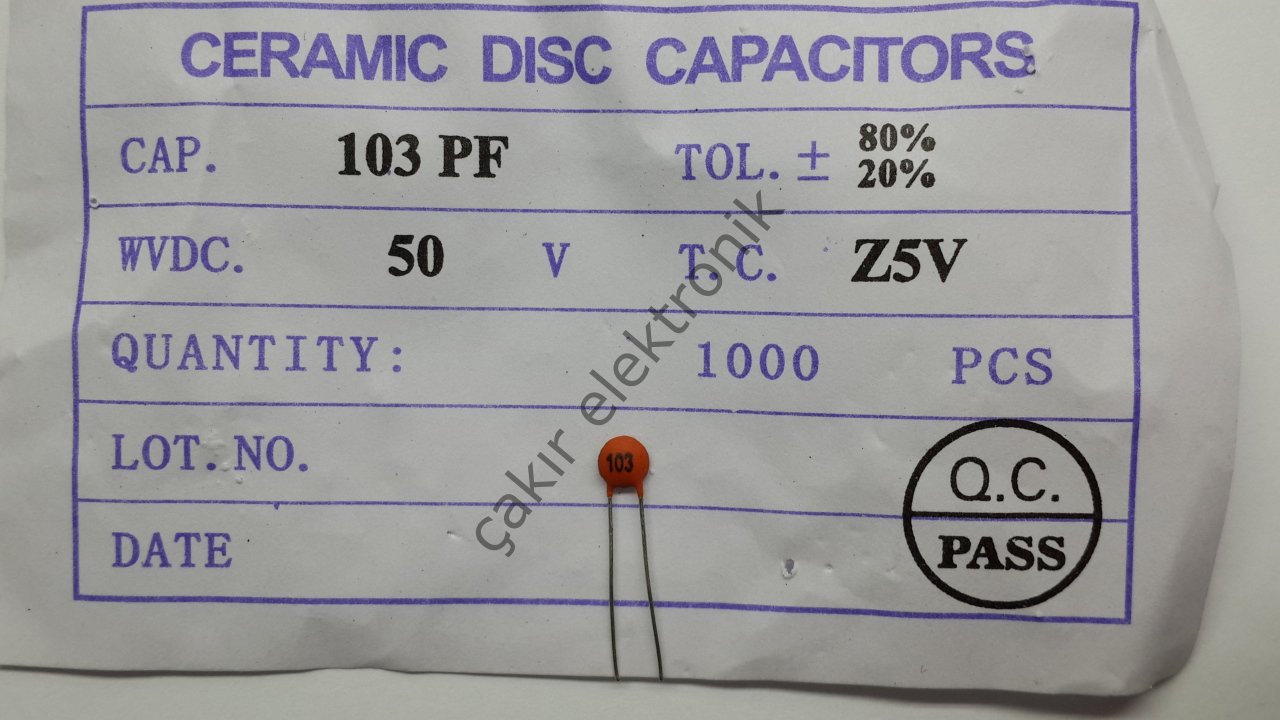 CERAMIC DISC CAPACITORS
CAP. 103 PF TOL. ± 80% 20%
WVDC. 50 V T.C. Z5V
QUANTITY: 1000 PCS
LOT.NO.
DATE
Q.C.
PASS
103
çakır elektronik